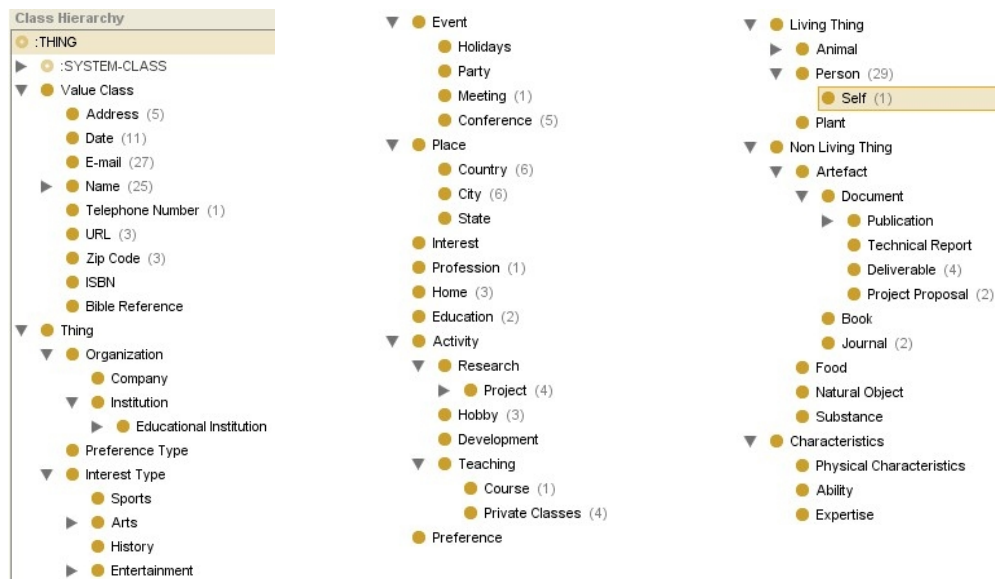 Class Hierarchy
:THING
:SYSTEM-CLASS
Value Class
Address (5)
Date (11)
E-mail (27)
Name (25)
Telephone Number (1)
URL (3)
Zip Code (3)
ISBN
Bible Reference
Thing
Organization
Company
Institution
Educational Institution
Preference Type
Interest Type
Sports
Arts
History
Entertainment
Event
Holidays
Party
Meeting (1)
Conference (5)
Place
Country (6)
City (6)
State
Interest
Profession (1)
Home (3)
Education (2)
Activity
Research
Project (4)
Hobby (3)
Development
Teaching
Course (1)
Private Classes (4)
Preference
Living Thing
Animal
Person (29)
Self (1)
Plant
Non Living Thing
Artefact
Document
Publication
Technical Report
Deliverable (4)
Project Proposal (2)
Book
Journal (2)
Food
Natural Object
Substance
Characteristics
Physical Characteristics
Ability
Expertise